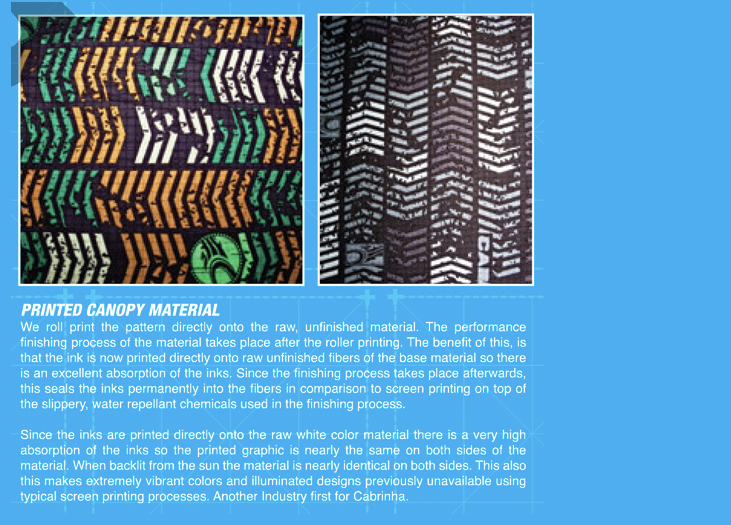 PRINTED CANOPY MATERIAL
We roll print the pattern directly onto the raw, unfinished material. The performance
finishing process of the material takes place after the roller printing. The benefit of this, is
that the ink is now printed directly onto raw unfinished fibers of the base material so there
is an excellent absorption of the inks. Since the finishing process takes place afterwards,
this seals the inks permanently into the fibers in comparison to screen printing on top of
the slippery, water repellant chemicals used in the finishing process.
Since the inks are printed directly onto the raw white color material there is a very high
absorption of the inks so the printed graphic is nearly the same on both sides of the
material. When backlit from the sun the material is nearly identical on both sides. This also
this makes extremely vibrant colors and illuminated designs previously unavailable using
typical screen printing processes. Another Industry first for Cabrinha.